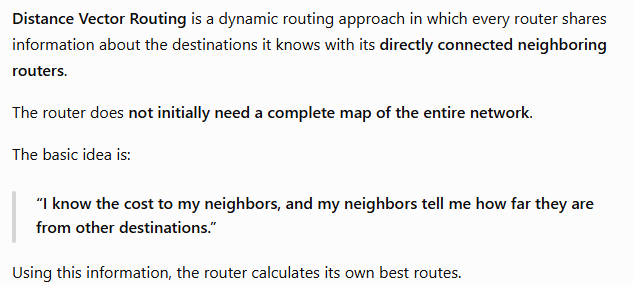 Distance Vector Routing is a dynamic routing approach in which every router shares
information about the destinations it knows with its directly connected neighboring
routers.
The router does not initially need a complete map of the entire network.
The basic idea is:
“I know the cost to my neighbors, and my neighbors tell me how far they are
from other destinations.”
Using this information, the router calculates its own best routes.